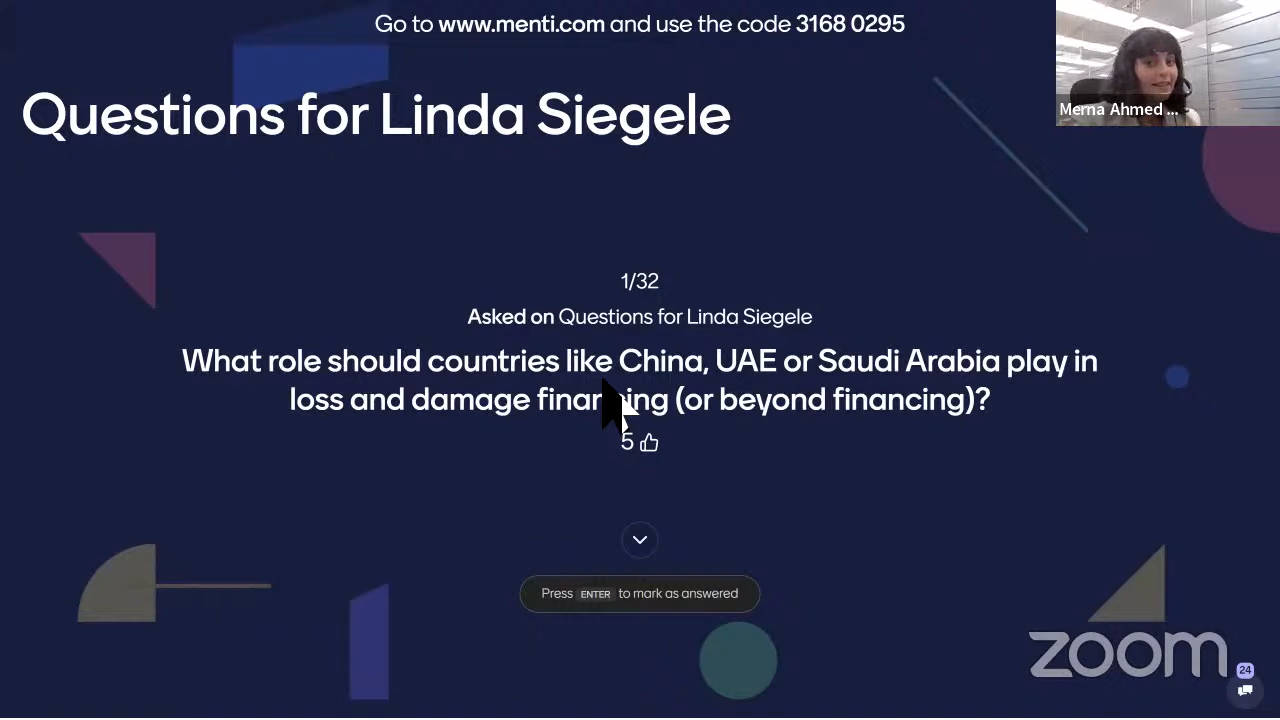 Go to www.menti.com and use the code 3168 0295
Merna Ahmed ...
Questions for Linda Siegele
1/32
Asked on Questions for Linda Siegele
What role should countries like China, UAE or Saudi Arabia play in
loss and damage financing (or beyond financing)?
5
Press ENTER to mark as answered
zoom
24